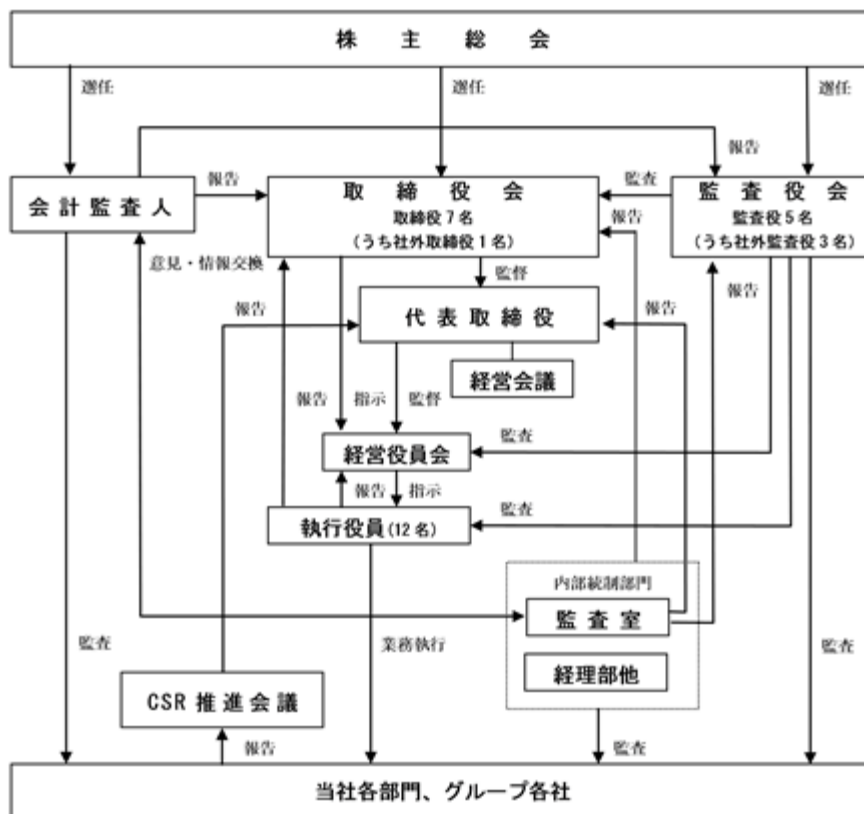 株主総会
選任
選任
選任
報告
会計監査人
報告
取締役会
取締役7名
(うち社外取締役1名)
監査
監査役会
監査役5名
(うち社外監査役3名)
報告
意見・情報交換
監督
報告
代表取締役
報告
報告
経営会議
報告
指示
監督
経営役員会
監査
報告
指示
執行役員(12名)
監査
内部統制部門
監査室
監査
業務執行
監査
経理部他
CSR推進会議
報告
監査
当社各部門、グループ各社